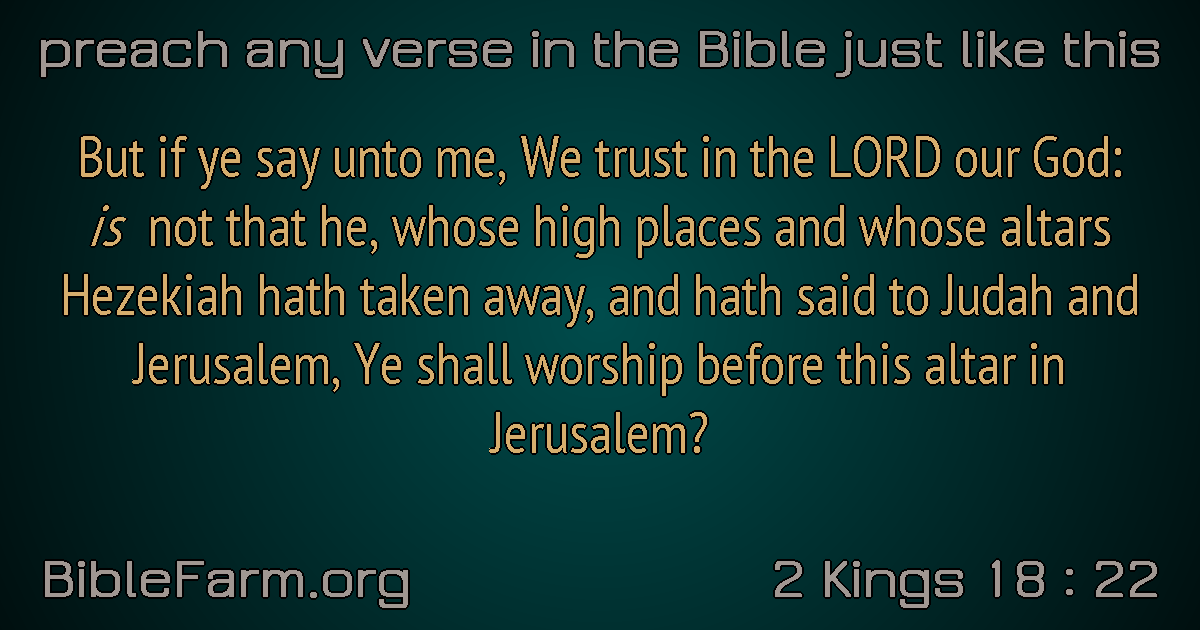 preach any verse in the Bible just like this
But if ye say unto me, We trust in the LORD our God:
is not that he, whose high places and whose altars
Hezekiah hath taken away, and hath said to Judah and
Jerusalem, Ye shall worship before this altar in
Jerusalem?
BibleFarm.org
2 Kings 18 : 22